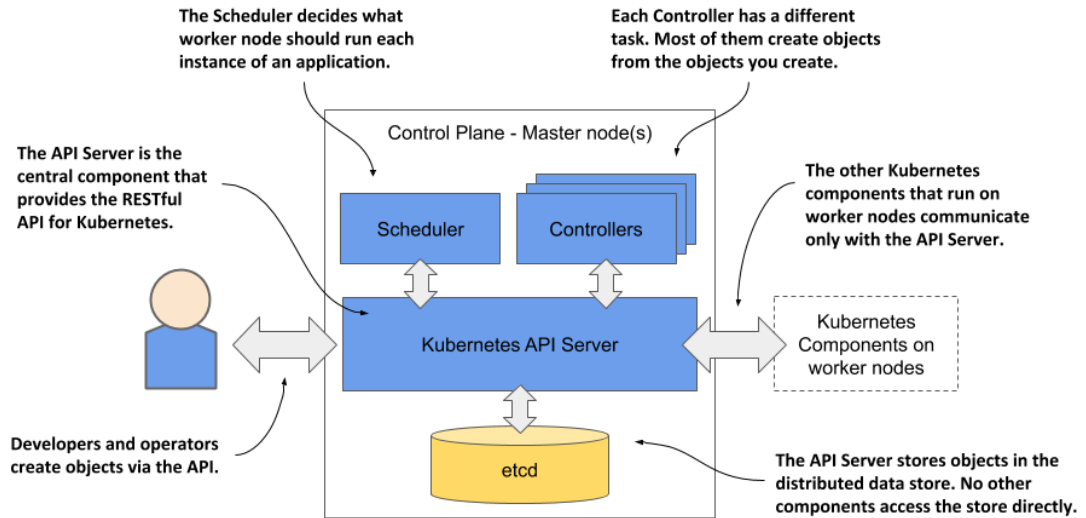 The Scheduler decides what
worker node should run each
instance of an application.
Each Controller has a different
task. Most of them create objects
from the objects you create.
Control Plane - Master node(s)
The API Server is the
central component that
provides the RESTful
API for Kubernetes.
Scheduler
Controllers
The other Kubernetes
components that run on
worker nodes communicate
only with the API Server.
Kubernetes API Server
Kubernetes
Components on
worker nodes
Developers and operators
create objects via the API.
etcd
The API Server stores objects in the
distributed data store. No other
components access the store directly.